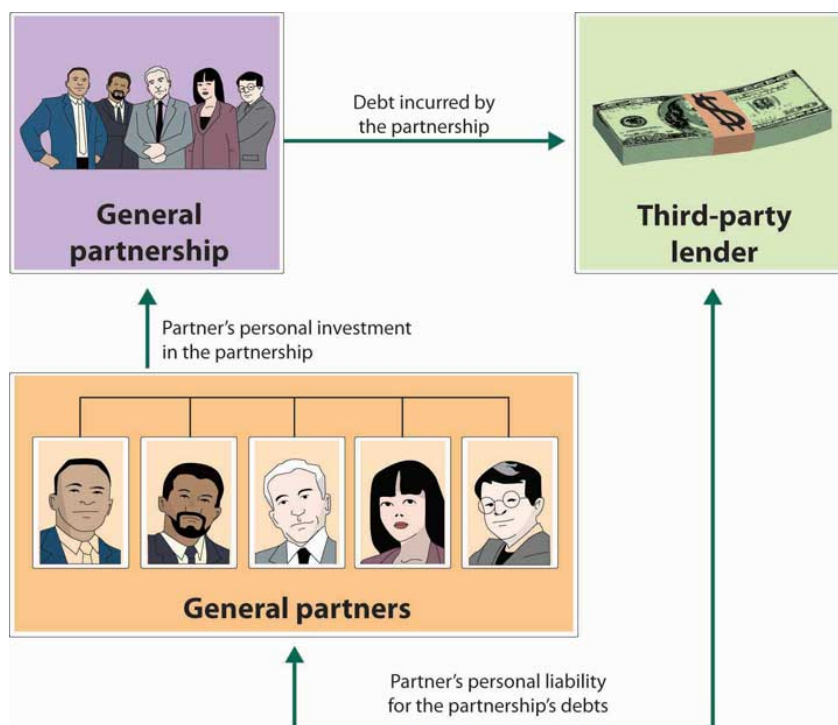 Debt incurred by
the partnership
General
partnership
Third-party
lender
Partner's personal investment
in the partnership
General partners
Partner's personal liability
for the partnership's debts